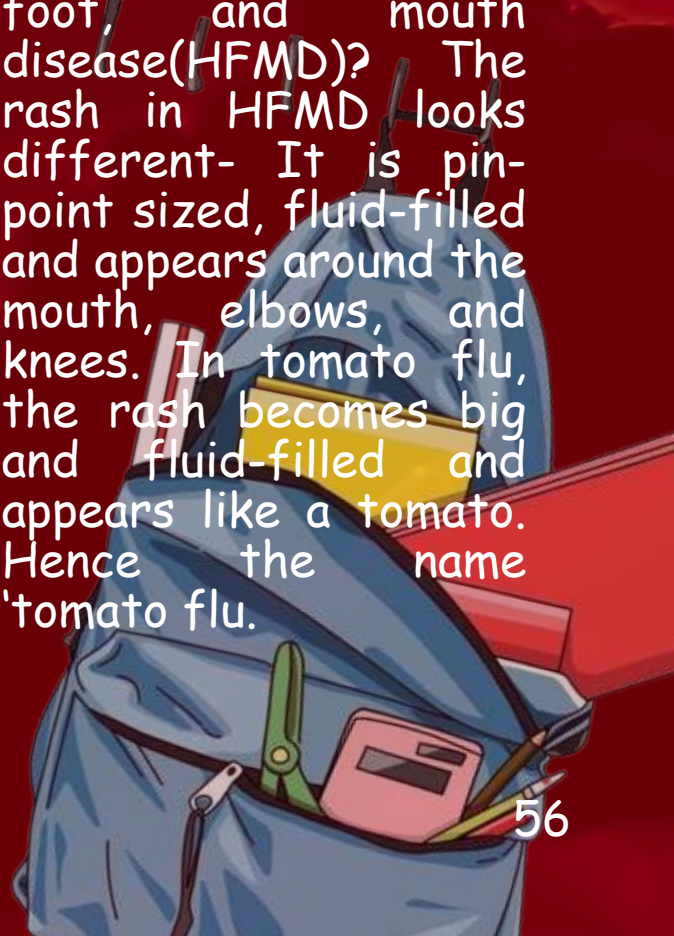 foot, and mouth
disease(HFMD)? The
rash in HFMD looks
different- It is pin-
point sized, fluid-filled
and appears around the
mouth, elbows, and
knees. In tomato flu,
the rash becomes big
and fluid-filled and
appears like a tomato.
Hence the name
‘tomato flu.
56